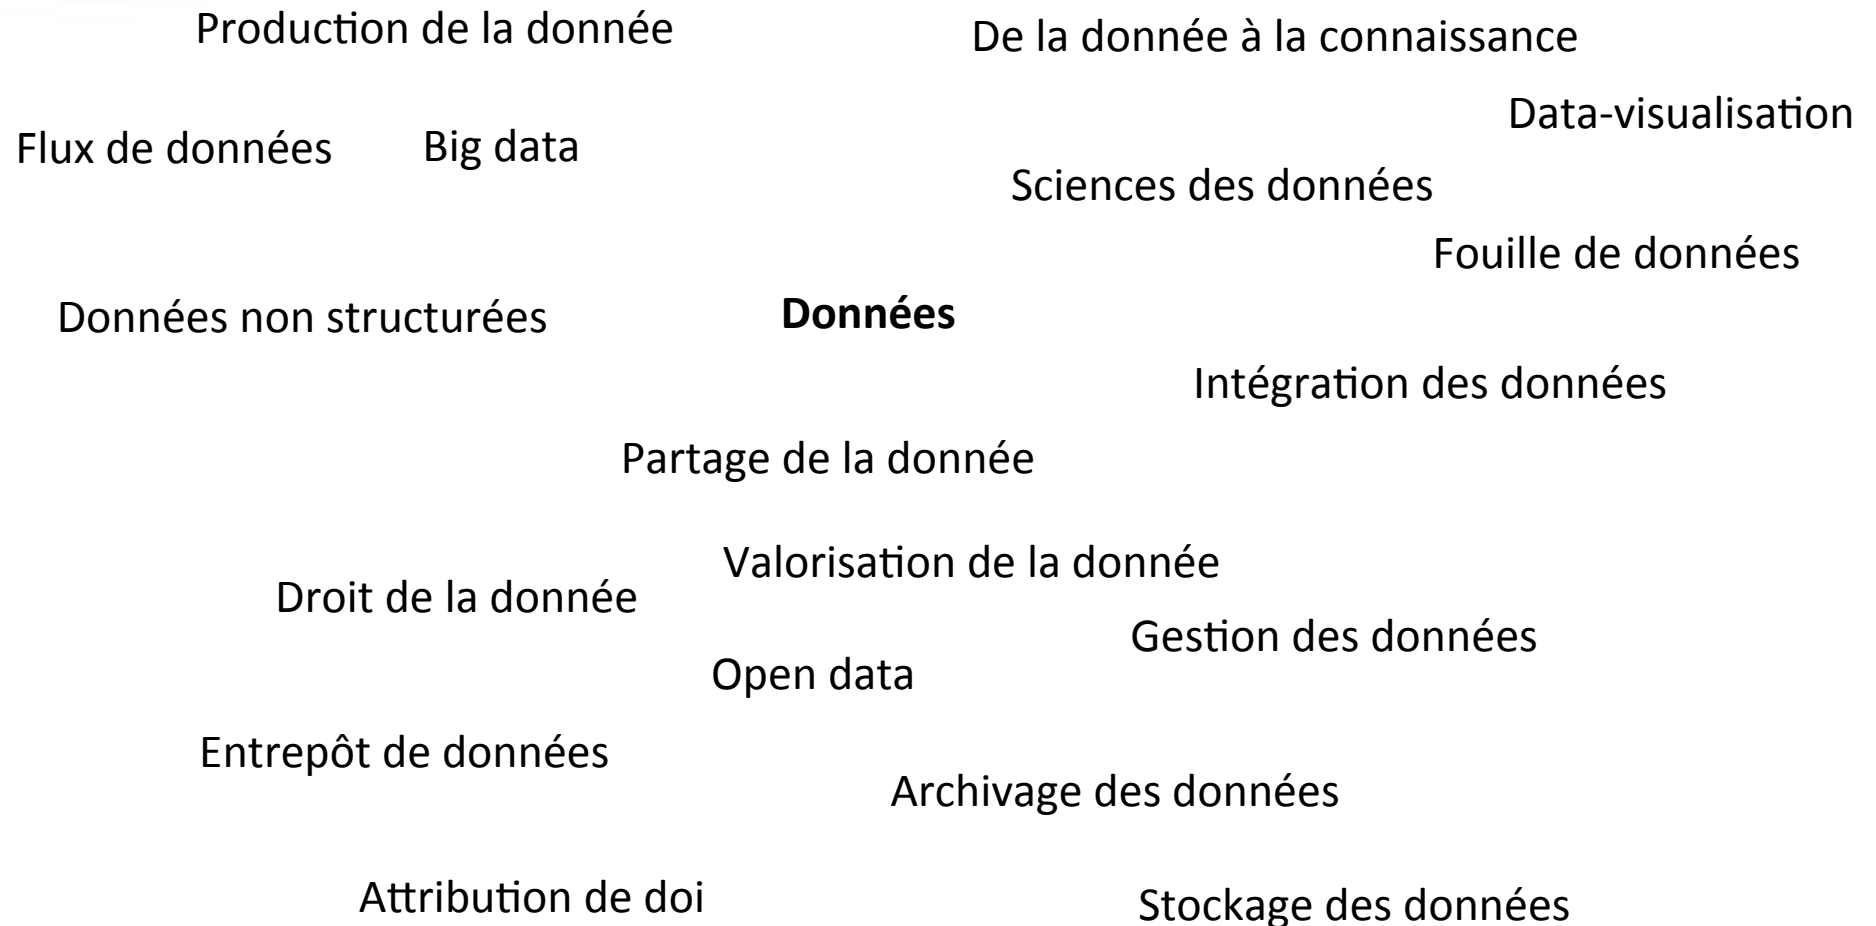 Production de la donnée
De la donnée à la connaissance
Data-visualisation
Flux de données
Big data
Sciences des données
Fouille de données
Données non structurées
Données
Intégration des données
Partage de la donnée
Valorisation de la donnée
Droit de la donnée
Gestion des données
Open data
Entrepôt de données
Archivage des données
Attribution de doi
Stockage des données